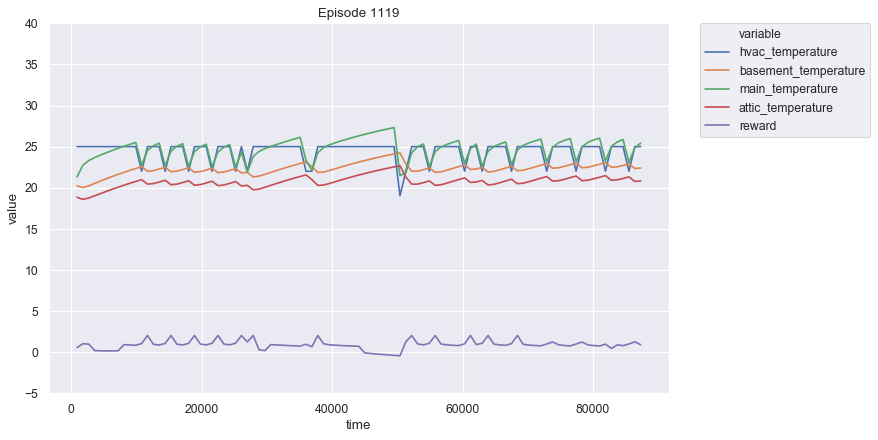 Episode 1119
value
40
35
30
25
20
15
10
5
0
−5
0 20000 40000 60000 80000
time
variable
hvac_temperature
basement_temperature
main_temperature
attic_temperature
reward